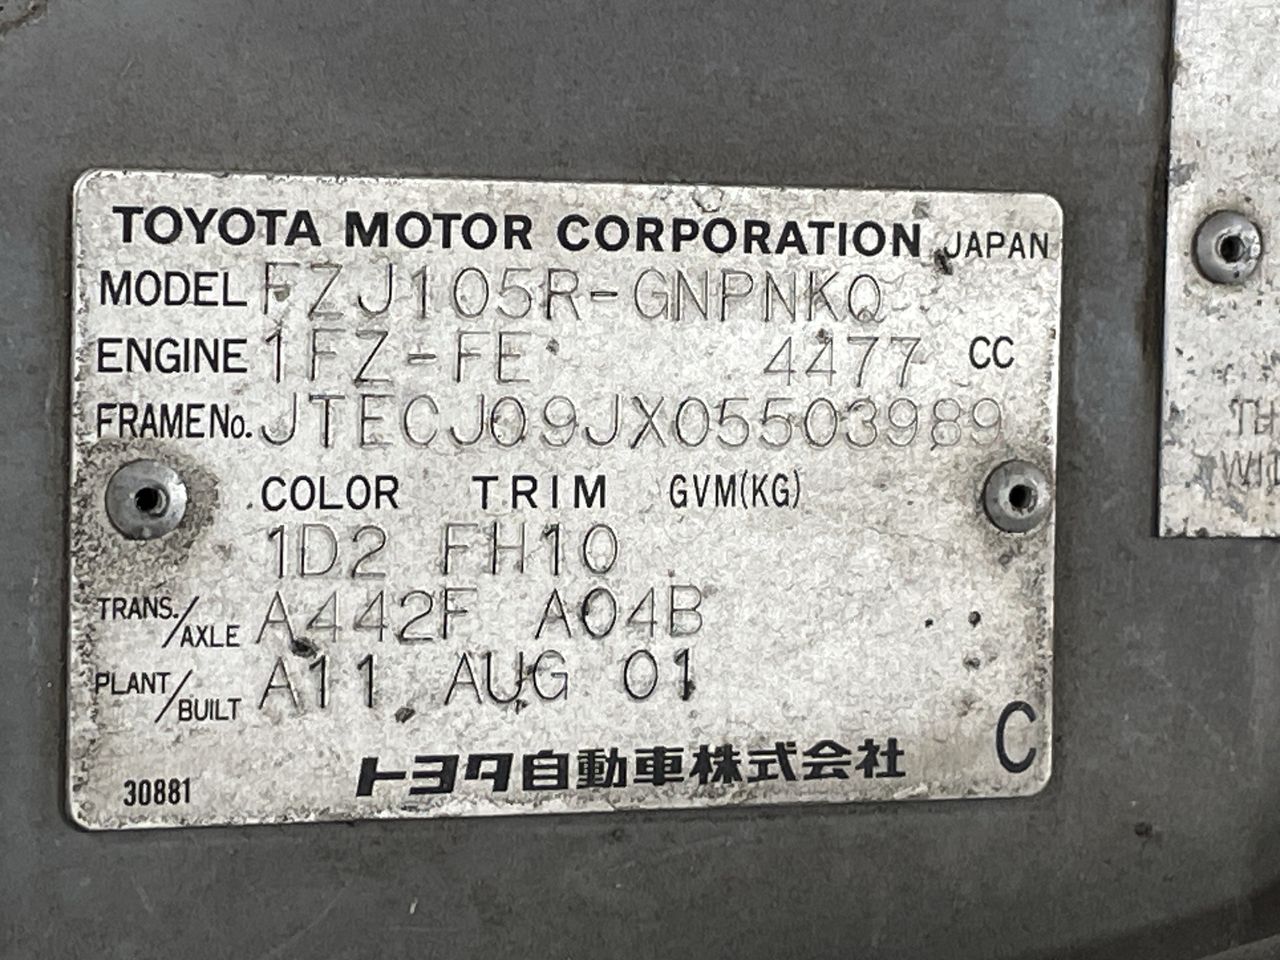 TOYOTA MOTOR CORPORATION JAPAN
MODEL FZJ105R-GNPNKQ
ENGINE 1FZ-FE 4477 CC
FRAME No. JTECJ09JX05503989
COLOR TRIM GVM(KG)
1D2 FH10
TRANS./AXLE A442F A04B
PLANT/BUILT A11 AUG 01
C
トヨタ自動車株式会社
30881